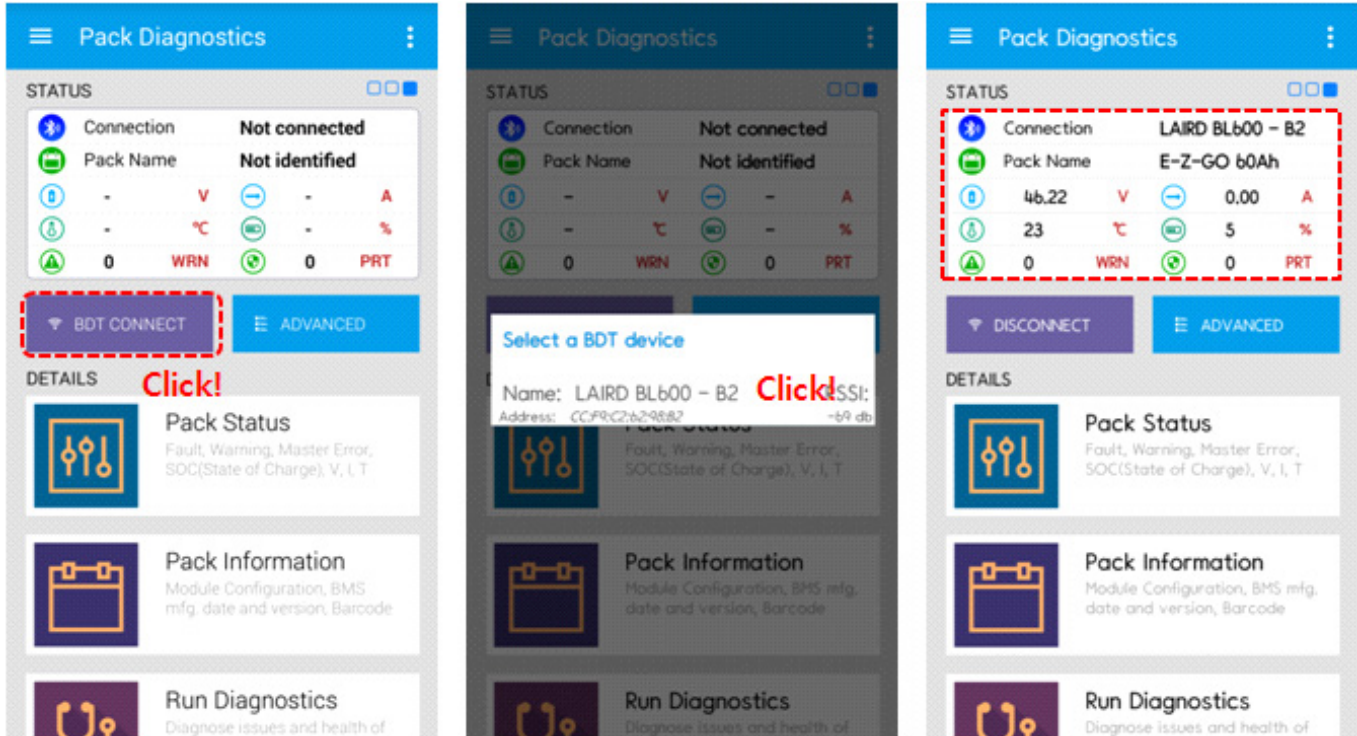 Pack Diagnostics
STATUS
Connection Not connected
Pack Name Not identified
- V - A
- ℃ - %
0 WRN 0 PRT
BDT CONNECT ADVANCED
DETAILS
Click!
Pack Status
Fault, Warning, Master Error,
SOC(State of Charge), V, I, T
Pack Information
Module Configuration, BMS
mfg. date and version, Barcode
Run Diagnostics
Diagnose issues and health of
Pack Diagnostics
STATUS
Connection Not connected
Pack Name Not identified
- V - A
- ℃ - %
0 WRN 0 PRT
Select a BDT device
Name: LAIRD BL600 - B2 RSSI:
Click!
Address: CC:F9:C2:62:98:B2 -69 db
Pack Status
Fault, Warning, Master Error,
SOC(State of Charge), V, I, T
Pack Information
Module Configuration, BMS mfg.
date and version, Barcode
Run Diagnostics
Diagnose issues and health of
Pack Diagnostics
STATUS
Connection LAIRD BL600 - B2
Pack Name E-Z-GO 60Ah
46.22 V 0.00 A
23 ℃ 5 %
0 WRN 0 PRT
DISCONNECT ADVANCED
DETAILS
Pack Status
Fault, Warning, Master Error,
SOC(State of Charge), V, I, T
Pack Information
Module Configuration, BMS mfg.
date and version, Barcode
Run Diagnostics
Diagnose issues and health of